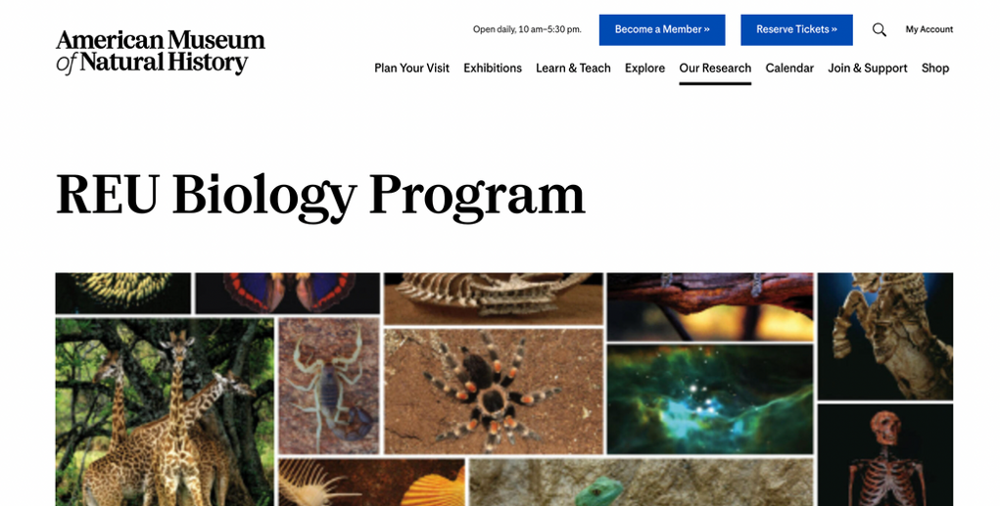 American Museum
of Natural History
Open daily, 10 am–5:30 pm.
Become a Member »
Reserve Tickets »
My Account
Plan Your Visit
Exhibitions
Learn & Teach
Explore
Our Research
Calendar
Join & Support
Shop
REU Biology Program